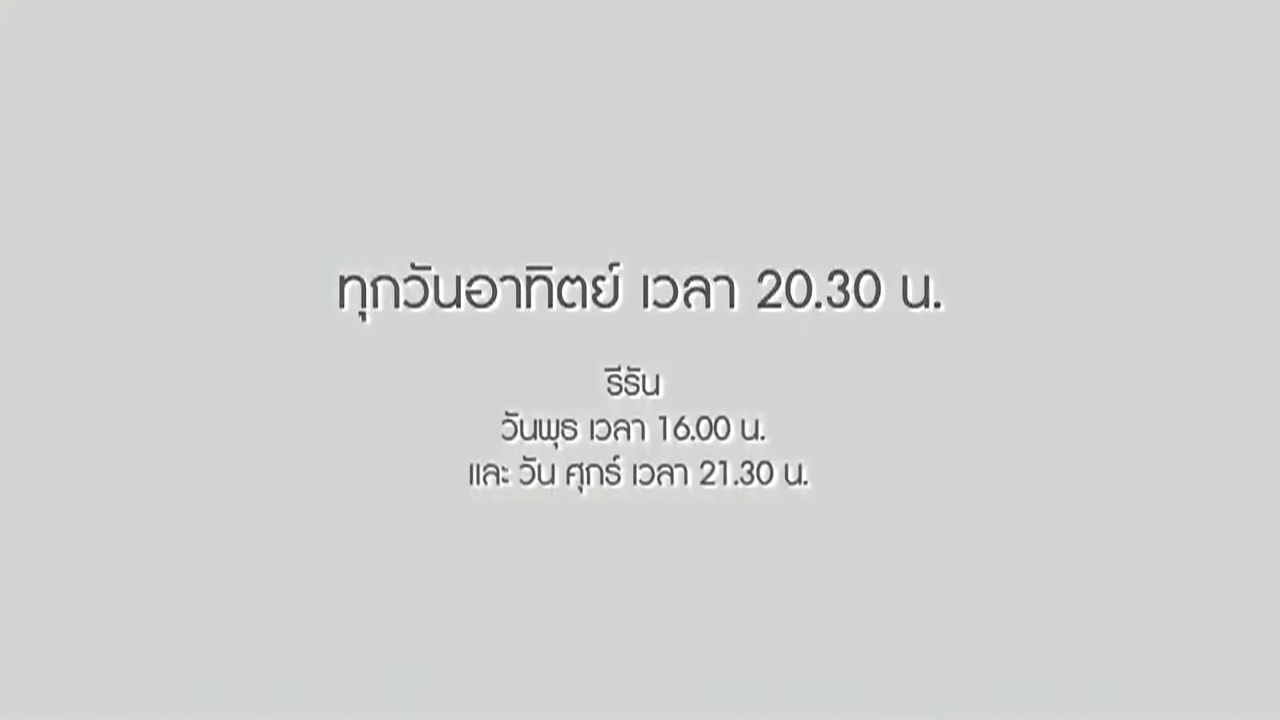 ทุกวันอาทิตย์ เวลา 20.30 น.
รีรัน
วันพุธ เวลา 16.00 น.
และ วัน ศุกร์ เวลา 21.30 น.